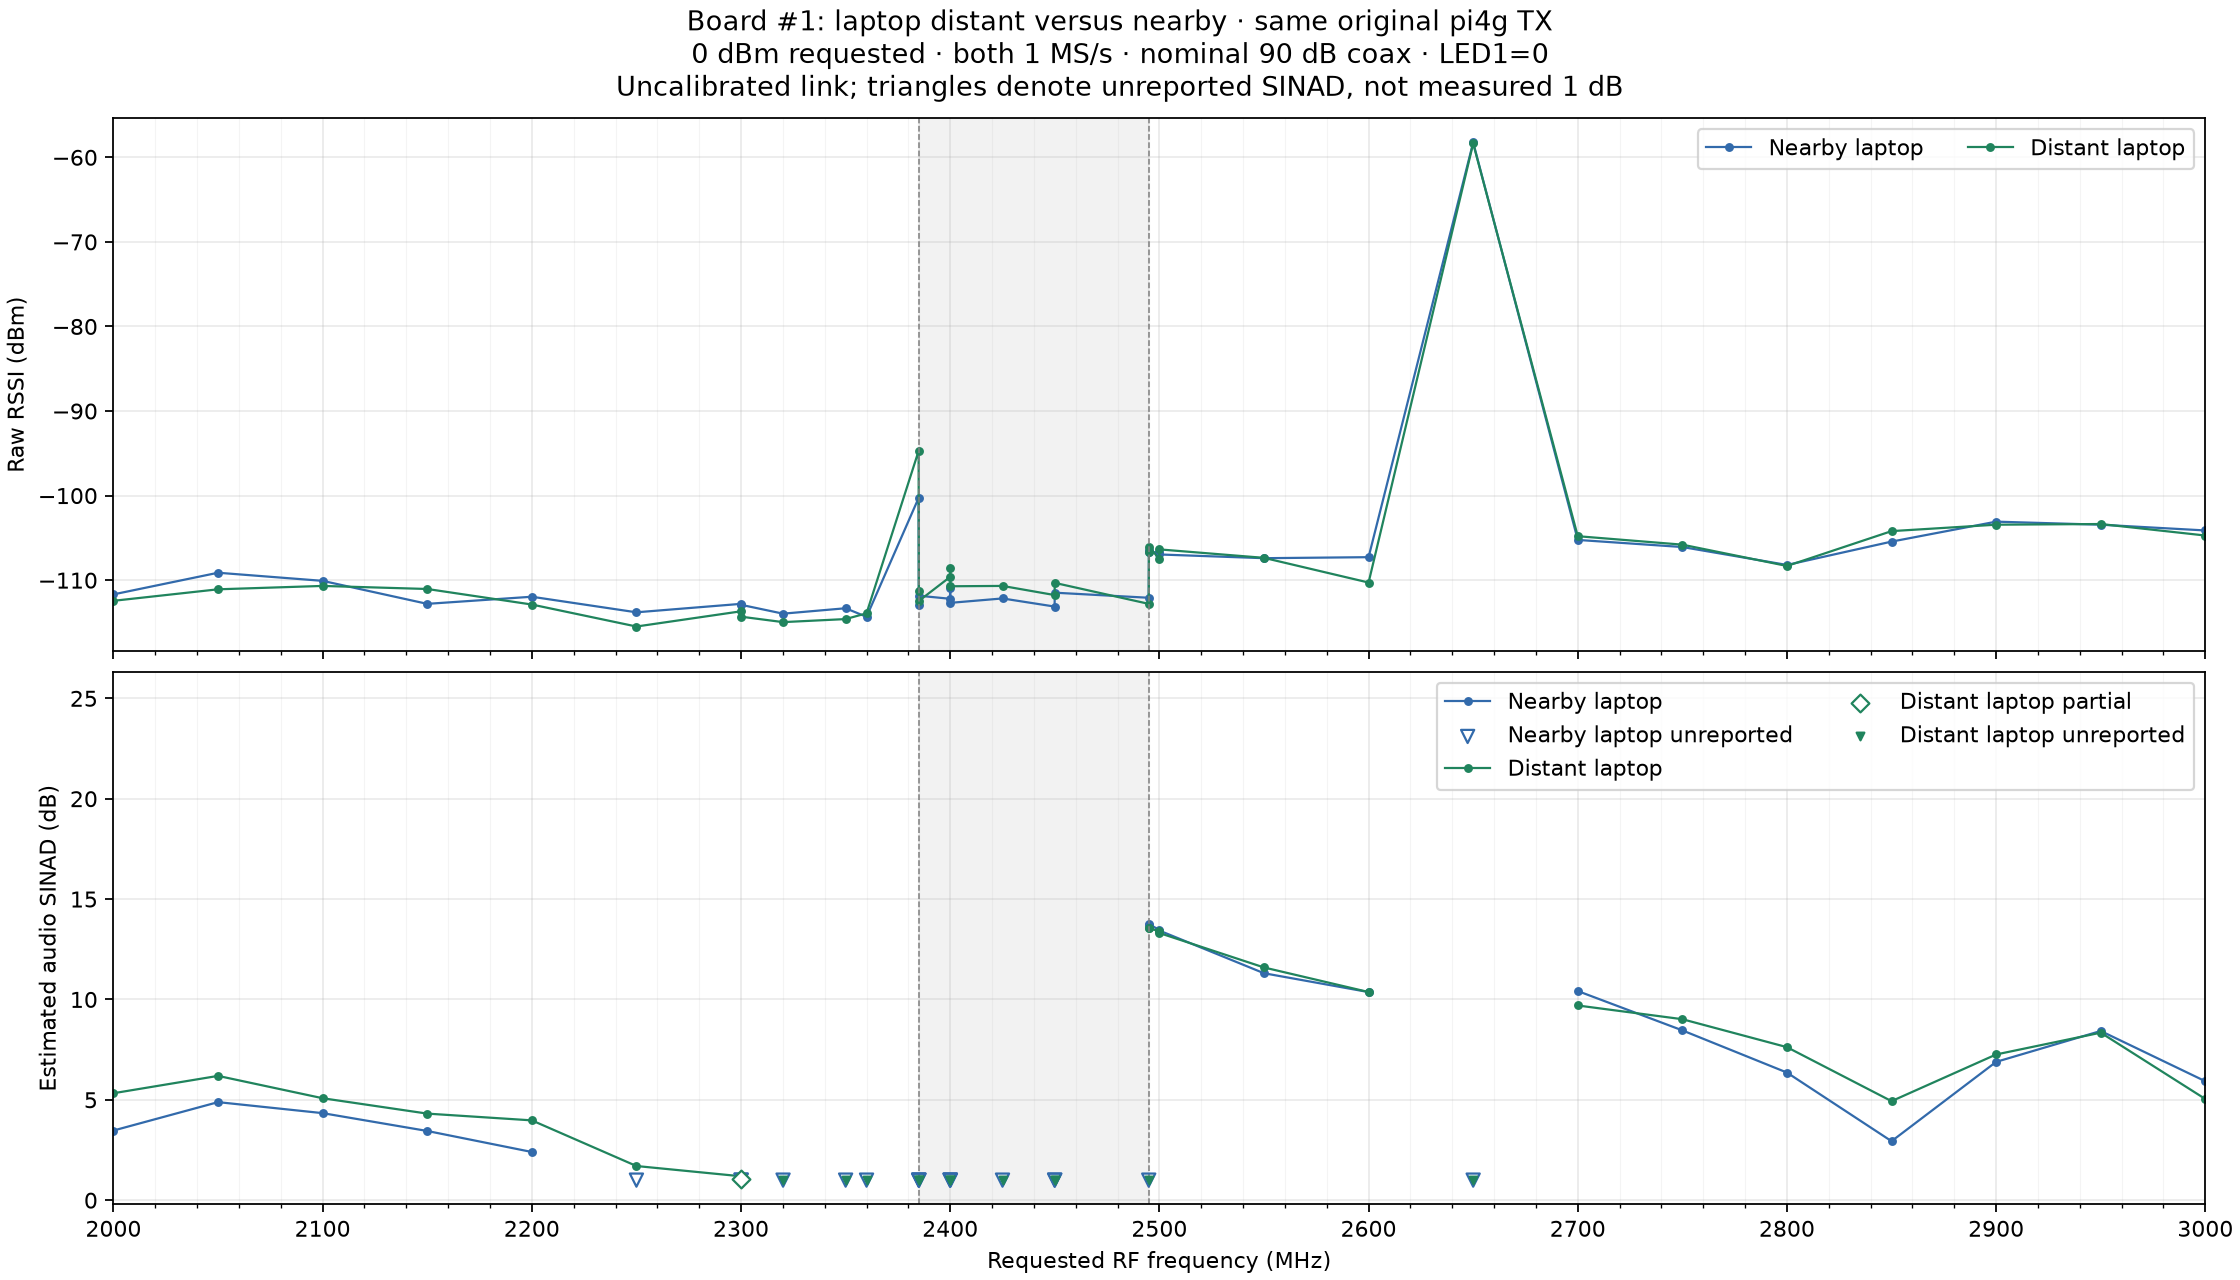 Board #1: laptop distant versus nearby · same original pi4g TX
0 dBm requested · both 1 MS/s · nominal 90 dB coax · LED1=0
Uncalibrated link; triangles denote unreported SINAD, not measured 1 dB
Raw RSSI (dBm)
−60
−70
−80
−90
−100
−110
Nearby laptop
Distant laptop
Estimated audio SINAD (dB)
25
20
15
10
5
0
Nearby laptop
Nearby laptop unreported
Distant laptop
Distant laptop partial
Distant laptop unreported
2000 2100 2200 2300 2400 2500 2600 2700 2800 2900 3000
Requested RF frequency (MHz)